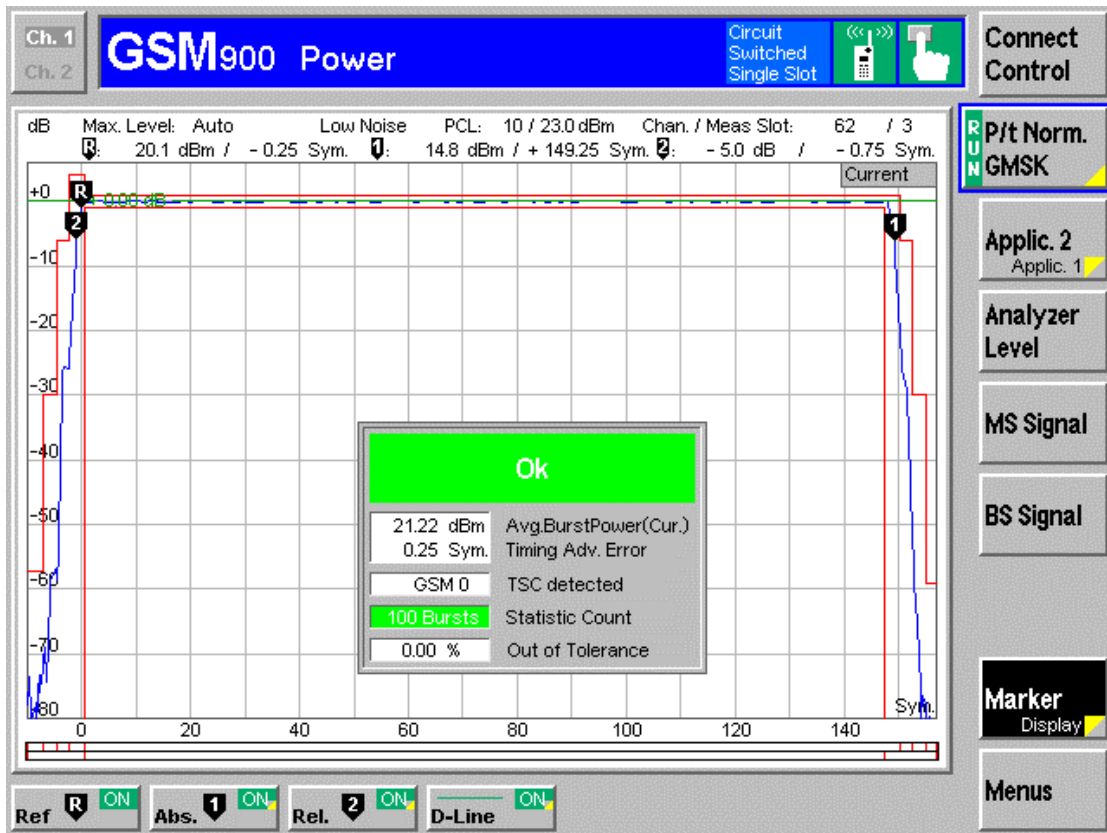 Ch. 1
Ch. 2
GSM900 Power
Circuit
Switched
Single Slot
Connect
Control
dB Max. Level: Auto Low Noise PCL: 10 / 23.0 dBm Chan. / Meas Slot: 62 / 3
R: 20.1 dBm / - 0.25 Sym. 1: 14.8 dBm / + 149.25 Sym. 2: - 5.0 dB / - 0.75 Sym.
Current
+0
R
0.00 dB
2
1
-10
-20
-30
-40
-50
-60
-70
-80
Ok
21.22 dBm Avg.BurstPower(Cur.)
0.25 Sym. Timing Adv. Error
GSM 0 TSC detected
100 Bursts Statistic Count
0.00 % Out of Tolerance
Sym.
0 20 40 60 80 100 120 140
RUN
P/t Norm.
GMSK
Applic. 2
Applic. 1
Analyzer
Level
MS Signal
BS Signal
Marker
Display
Menus
Ref R ON
Abs. 1 ON
Rel. 2 ON
D-Line ON